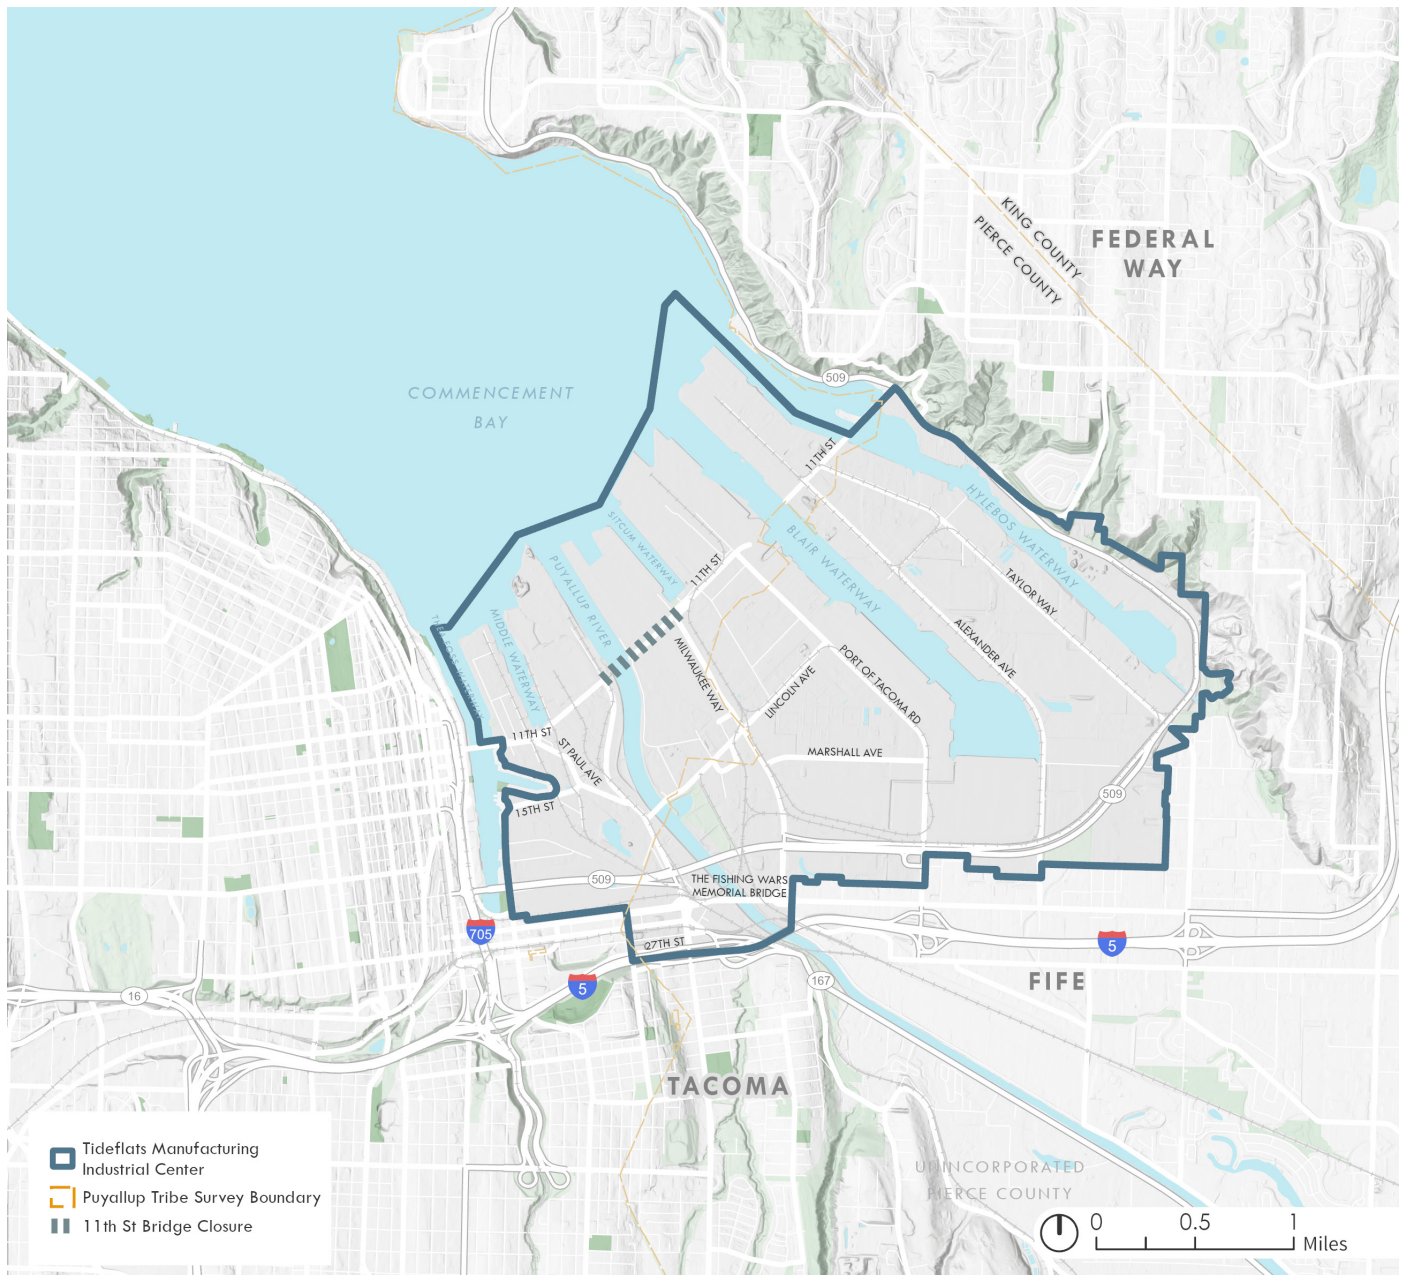 KING COUNTY
PIERCE COUNTY
FEDERAL
WAY
509
COMMENCEMENT
BAY
11TH ST
HYLEBOS WATERWAY
SITCUM WATERWAY
BLAIR WATERWAY
PUYALLUP RIVER
11TH ST
TAYLOR WAY
MIDDLE WATERWAY
ALEXANDER AVE
MILWAUKEE WAY
PORT OF TACOMA RD
LINCOLN AVE
11TH ST
ST PAUL AVE
MARSHALL AVE
15TH ST
509
509
THE FISHING WARS
MEMORIAL BRIDGE
705
27TH ST
5
5
FIFE
167
16
TACOMA
UNINCORPORATED
PIERCE COUNTY
Tideflats Manufacturing
Industrial Center
Puyallup Tribe Survey Boundary
11th St Bridge Closure
0 0.5 1
Miles